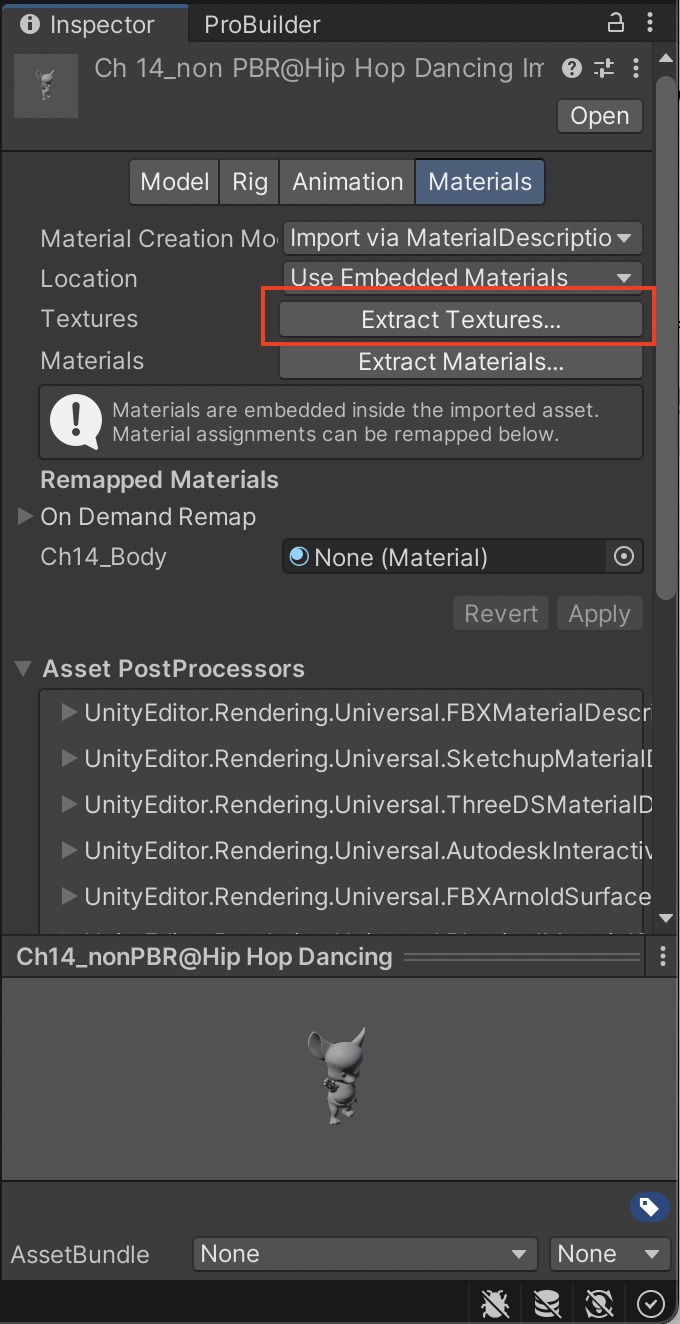 Inspector ProBuilder
Ch 14_non PBR@Hip Hop Dancing Im
Open
Model Rig Animation Materials
Material Creation Mo Import via MaterialDescriptio
Location Use Embedded Materials
Textures Extract Textures...
Materials Extract Materials...
Materials are embedded inside the imported asset.
Material assignments can be remapped below.
Remapped Materials
On Demand Remap
Ch14_Body None (Material)
Revert Apply
Asset PostProcessors
UnityEditor.Rendering.Universal.FBXMaterialDescri
UnityEditor.Rendering.Universal.SketchupMaterialD
UnityEditor.Rendering.Universal.ThreeDSMaterialD
UnityEditor.Rendering.Universal.AutodeskInteractiv
UnityEditor.Rendering.Universal.FBXArnoldSurface
Ch14_nonPBR@Hip Hop Dancing
AssetBundle None None